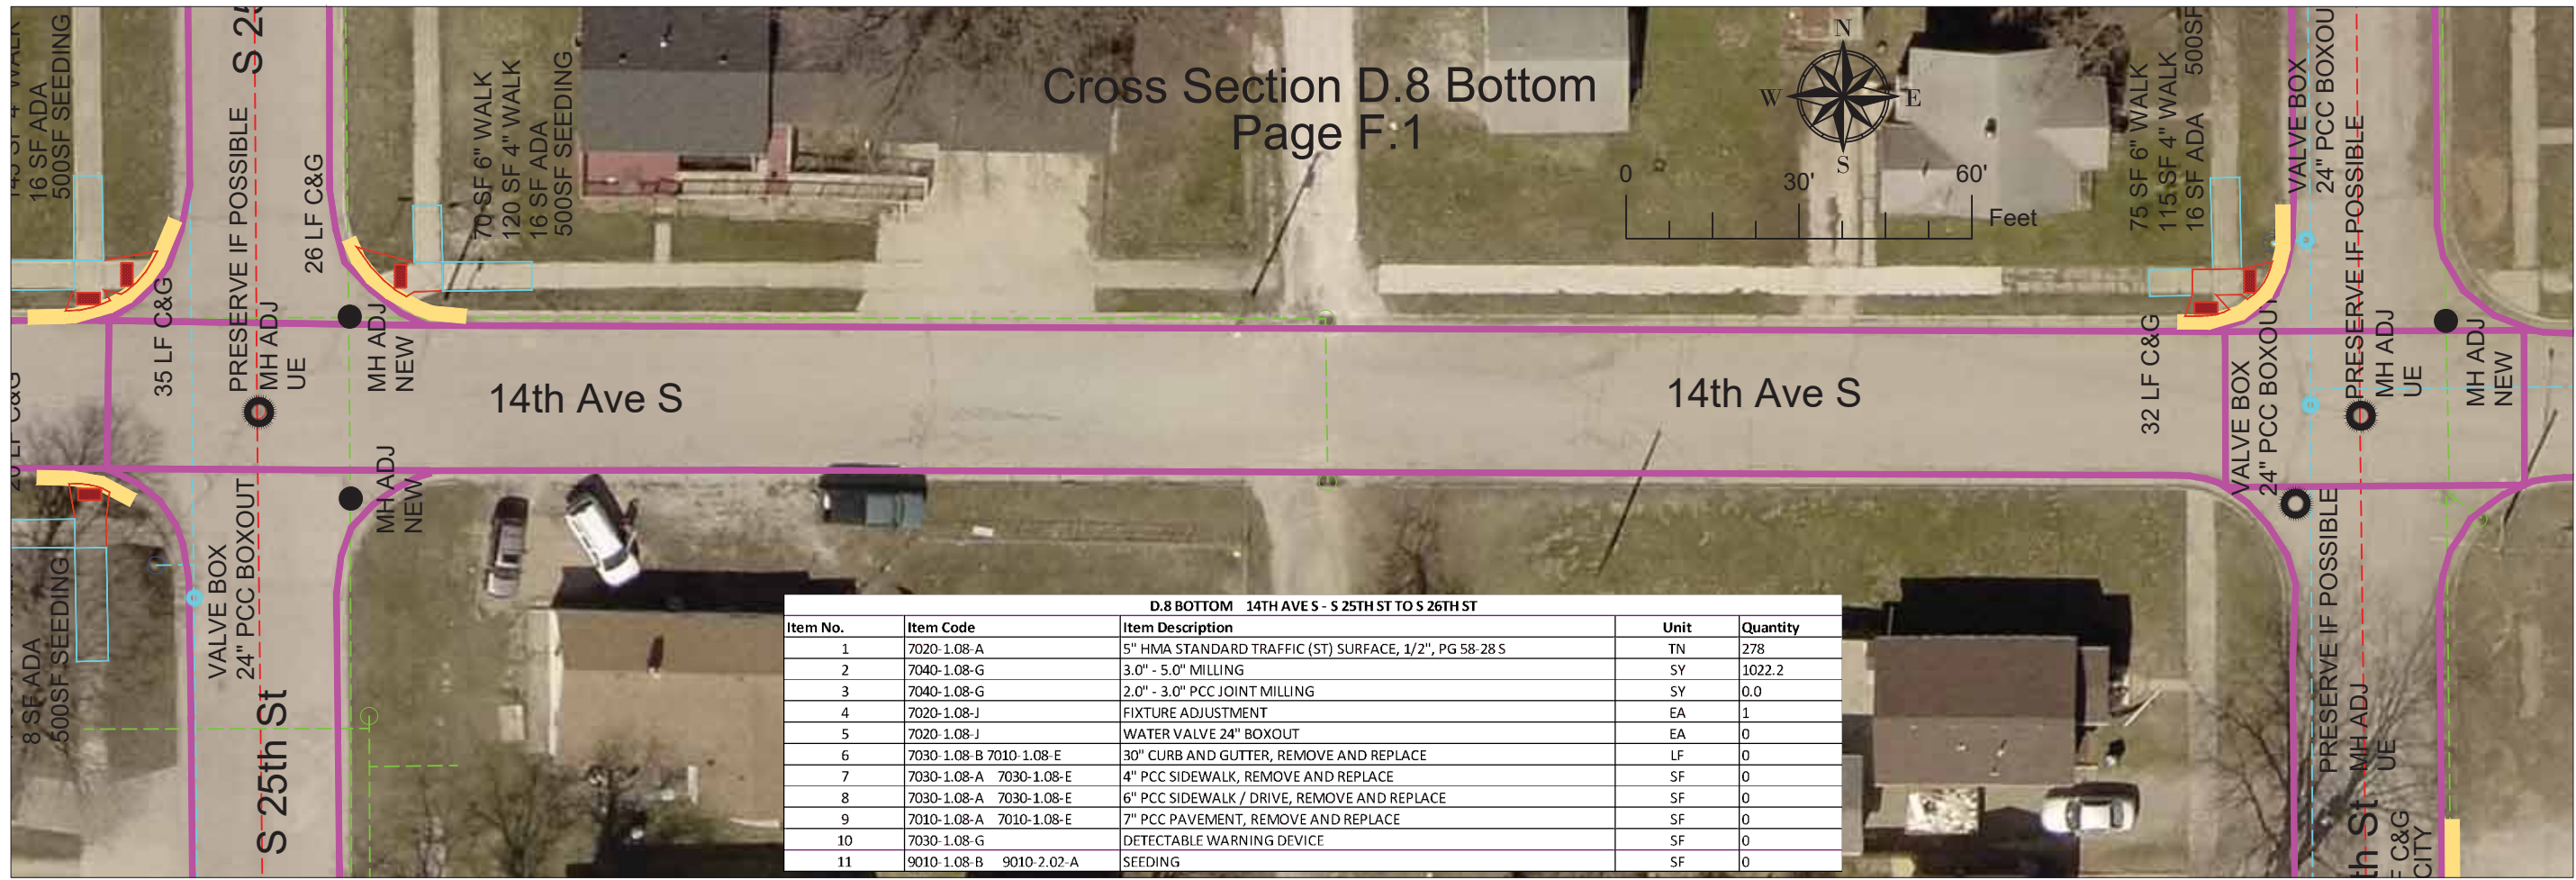 S 25
145 SF 4" WALK
16 SF ADA
500SF SEEDING
PRESERVE IF POSSIBLE
MH ADJ
UE
26 LF C&G
35 LF C&G
MH ADJ
NEW
70 SF 6" WALK
120 SF 4" WALK
16 SF ADA
500SF SEEDING
Cross Section D.8 Bottom
Page F.1
N
W E
S
0 30' 60'
Feet
75 SF 6" WALK
115 SF 4" WALK
16 SF ADA 500SF
VALVE BOX
24" PCC BOXOU
PRESERVE IF POSSIBLE
MH ADJ
UE
32 LF C&G
VALVE BOX
24" PCC BOXOUT
MH ADJ
NEW
14th Ave S
14th Ave S
C&G
MH ADJ
NEW
VALVE BOX
24" PCC BOXOUT
8 SF ADA
500SF SEEDING
S 25th St
PRESERVE IF POSSIBLE
MH ADJ
UE
th St
F C&G
CITY
D.8 BOTTOM 14TH AVE S - S 25TH ST TO S 26TH ST
Item No. Item Code Item Description Unit Quantity
1 7020-1.08-A 5" HMA STANDARD TRAFFIC (ST) SURFACE, 1/2", PG 58-28 S TN 278
2 7040-1.08-G 3.0" - 5.0" MILLING SY 1022.2
3 7040-1.08-G 2.0" - 3.0" PCC JOINT MILLING SY 0.0
4 7020-1.08-J FIXTURE ADJUSTMENT EA 1
5 7020-1.08-J WATER VALVE 24" BOXOUT EA 0
6 7030-1.08-B 7010-1.08-E 30" CURB AND GUTTER, REMOVE AND REPLACE LF 0
7 7030-1.08-A 7030-1.08-E 4" PCC SIDEWALK, REMOVE AND REPLACE SF 0
8 7030-1.08-A 7030-1.08-E 6" PCC SIDEWALK / DRIVE, REMOVE AND REPLACE SF 0
9 7010-1.08-A 7010-1.08-E 7" PCC PAVEMENT, REMOVE AND REPLACE SF 0
10 7030-1.08-G DETECTABLE WARNING DEVICE SF 0
11 9010-1.08-B 9010-2.02-A SEEDING SF 0